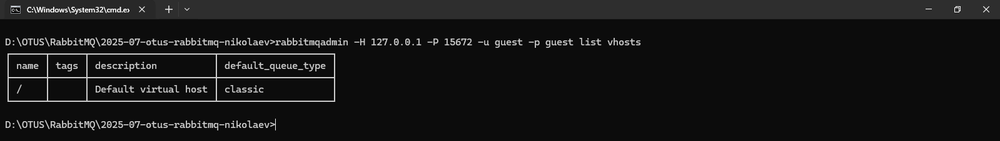 C:\Windows\System32\cmd.ex
D:\OTUS\RabbitMQ\2025-07-otus-rabbitmq-nikolaev>rabbitmqadmin -H 127.0.0.1 -P 15672 -u guest -p guest list vhosts
name tags description default_queue_type
/ Default virtual host classic
D:\OTUS\RabbitMQ\2025-07-otus-rabbitmq-nikolaev>